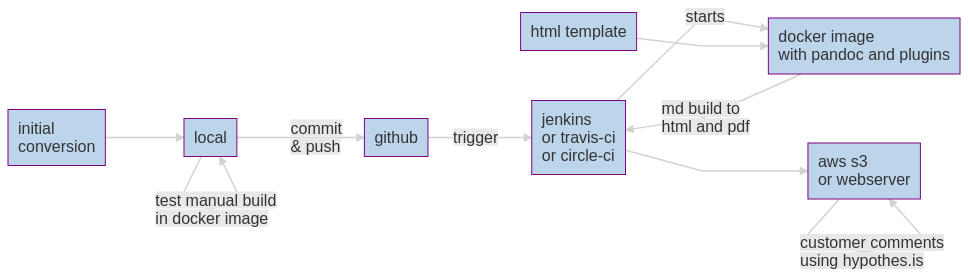 starts
html template
docker image
with pandoc and plugins
initial
conversion
local
commit
& push
github
trigger
jenkins
or travis-ci
or circle-ci
md build to
html and pdf
aws s3
or webserver
test manual build
in docker image
customer comments
using hypothes.is